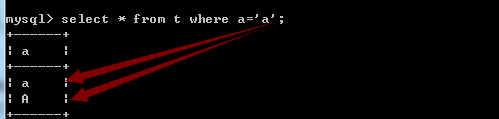 mysql> select * from t where a='a';
+------+
¦ a    ¦
+------+
¦ a    ¦
¦ A    ¦
+------+